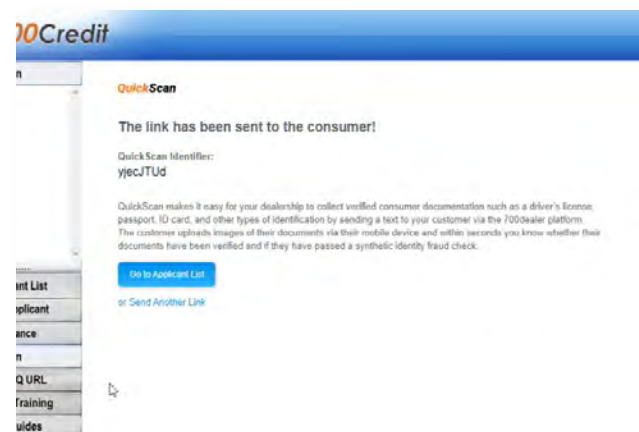 00Credit
n
QuickScan
The link has been sent to the consumer!
QuickScan Identifier:
yjecJTUd
QuickScan makes it easy for your dealership to collect verified consumer documentation such as a driver's license,
passport, ID card, and other types of identification by sending a text to your customer via the 700dealer platform.
The customer uploads images of their documents via their mobile device and within seconds you know whether their
documents have been verified and if they have passed a synthetic identity fraud check.
Go to Applicant List
or Send Another Link
ant List
pplicant
ance
n
Q URL
Training
uides